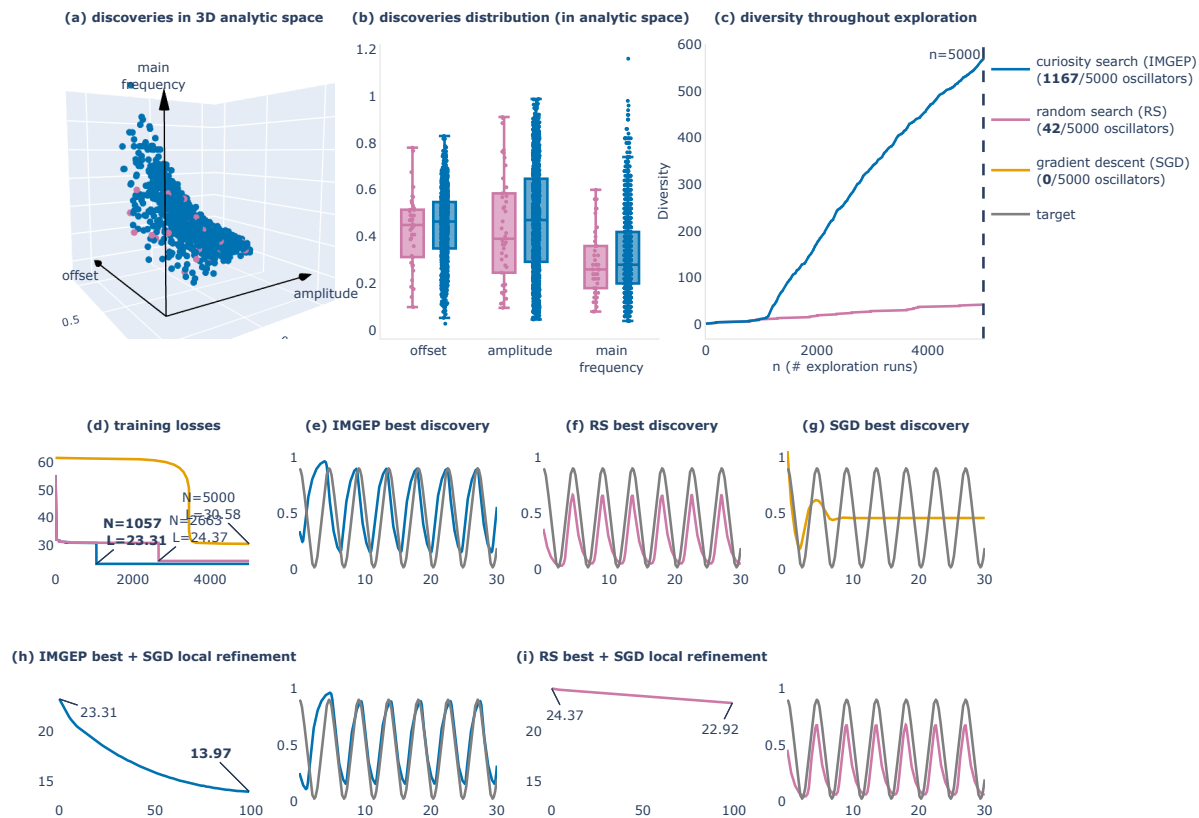 (a) discoveries in 3D analytic space
main
frequency
offset
amplitude
0.5
(b) discoveries distribution (in analytic space)
1.2
1
0.8
0.6
0.4
0.2
0
offset
amplitude
main
frequency
(c) diversity throughout exploration
600
500
400
300
200
100
0
Diversity
n=5000
0
2000
4000
n (# exploration runs)
curiosity search (IMGEP)
(1167/5000 oscillators)
random search (RS)
(42/5000 oscillators)
gradient descent (SGD)
(0/5000 oscillators)
target
(d) training losses
60
50
40
30
N=5000
L=30.58
N=2663
L=24.37
N=1057
L=23.31
0
2000
4000
(e) IMGEP best discovery
1
0.5
0
10
20
30
(f) RS best discovery
1
0.5
0
10
20
30
(g) SGD best discovery
1
0.5
0
10
20
30
(h) IMGEP best + SGD local refinement
20
15
23.31
13.97
0
50
100
1
0.5
0
10
20
30
(i) RS best + SGD local refinement
20
15
24.37
22.92
0
50
100
1
0.5
0
10
20
30